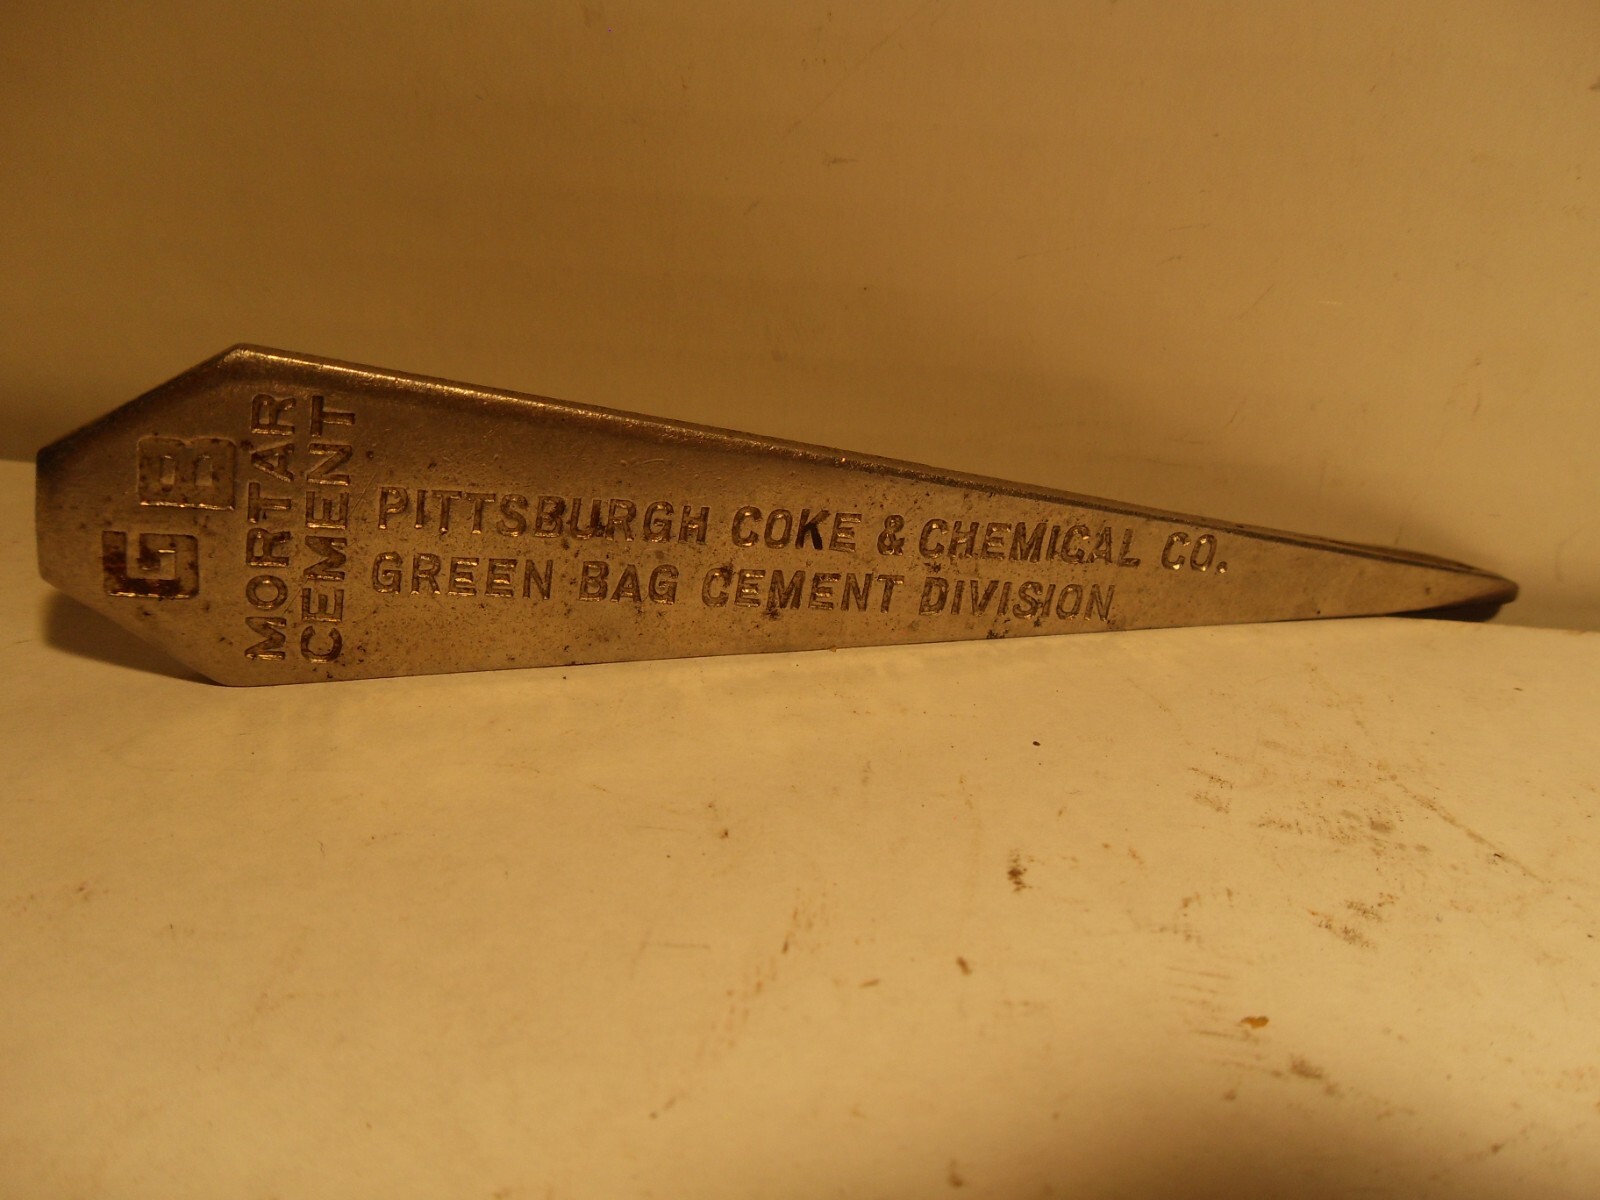 GB
MORTAR
CEMENT
PITTSBURGH COKE & CHEMICAL CO.
GREEN BAG CEMENT DIVISION